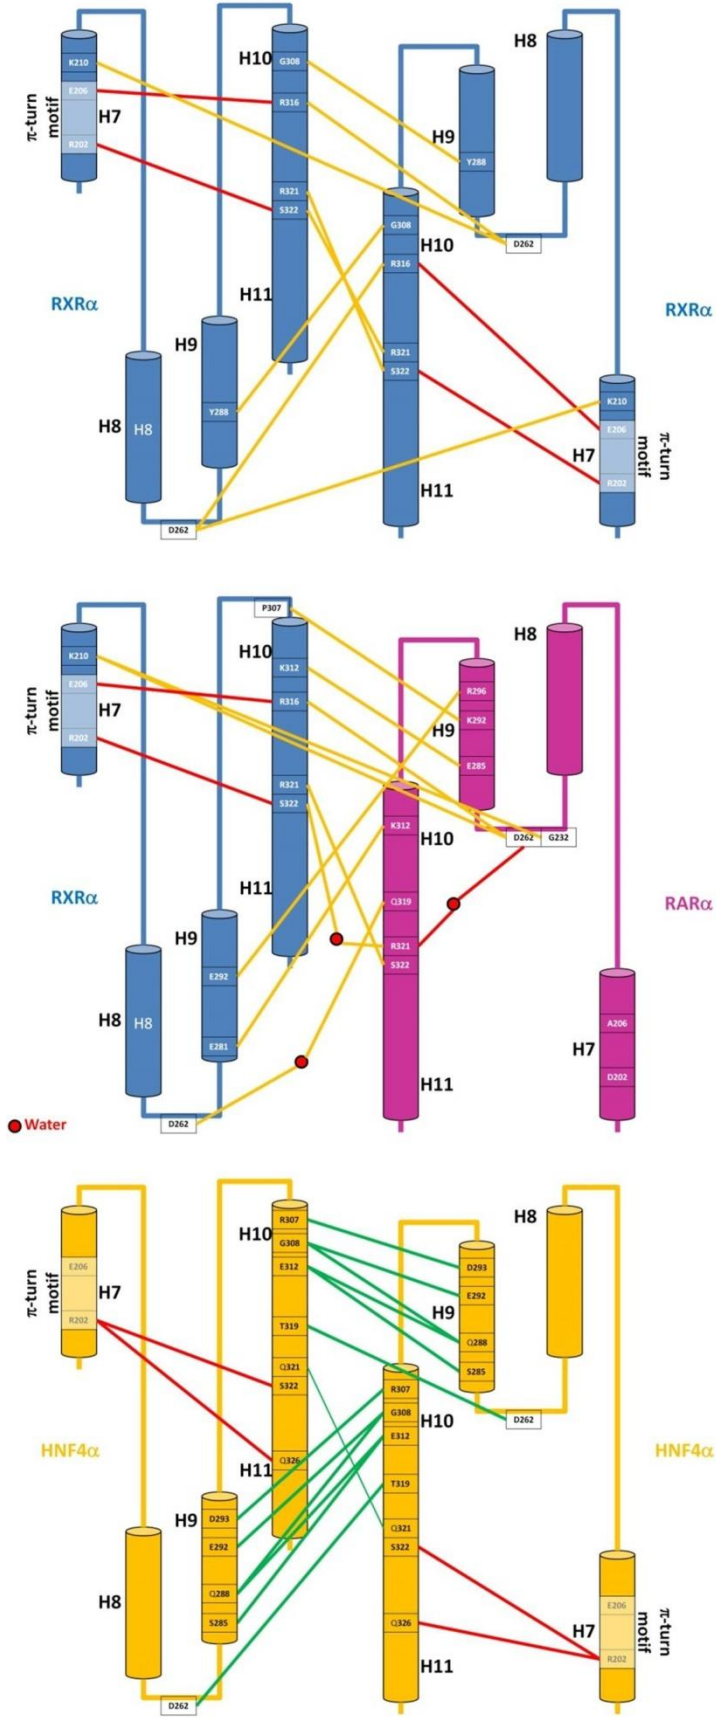 H8
H10
K210
G308
E206
R316
π-turn
motif
H7
H9
Y288
R202
R321
S322
G308
D262
H10
R316
H11
RXRα
RXRα
H9
R321
S322
K210
Y288
E206
H8
H8
H7
π-turn
motif
R202
H11
D262
P307
H8
K210
H10
K312
R296
E206
R316
K292
π-turn
motif
H7
H9
R202
E285
R321
S322
K312
D262
G232
H10
H11
RXRα
Q319
RARα
H9
R321
S322
E292
H8
H8
A206
E281
H7
D202
H11
D262
Water
R307
H8
H10
G308
E206
E312
D293
π-turn
motif
H7
E292
H9
R202
T319
Q288
Q321
S285
S322
R307
G308
D262
H10
HNF4α
E312
HNF4α
Q326
H11
T319
D293
H9
Q321
E292
S322
Q288
E206
H8
S285
Q326
H7
π-turn
motif
R202
H11
D262